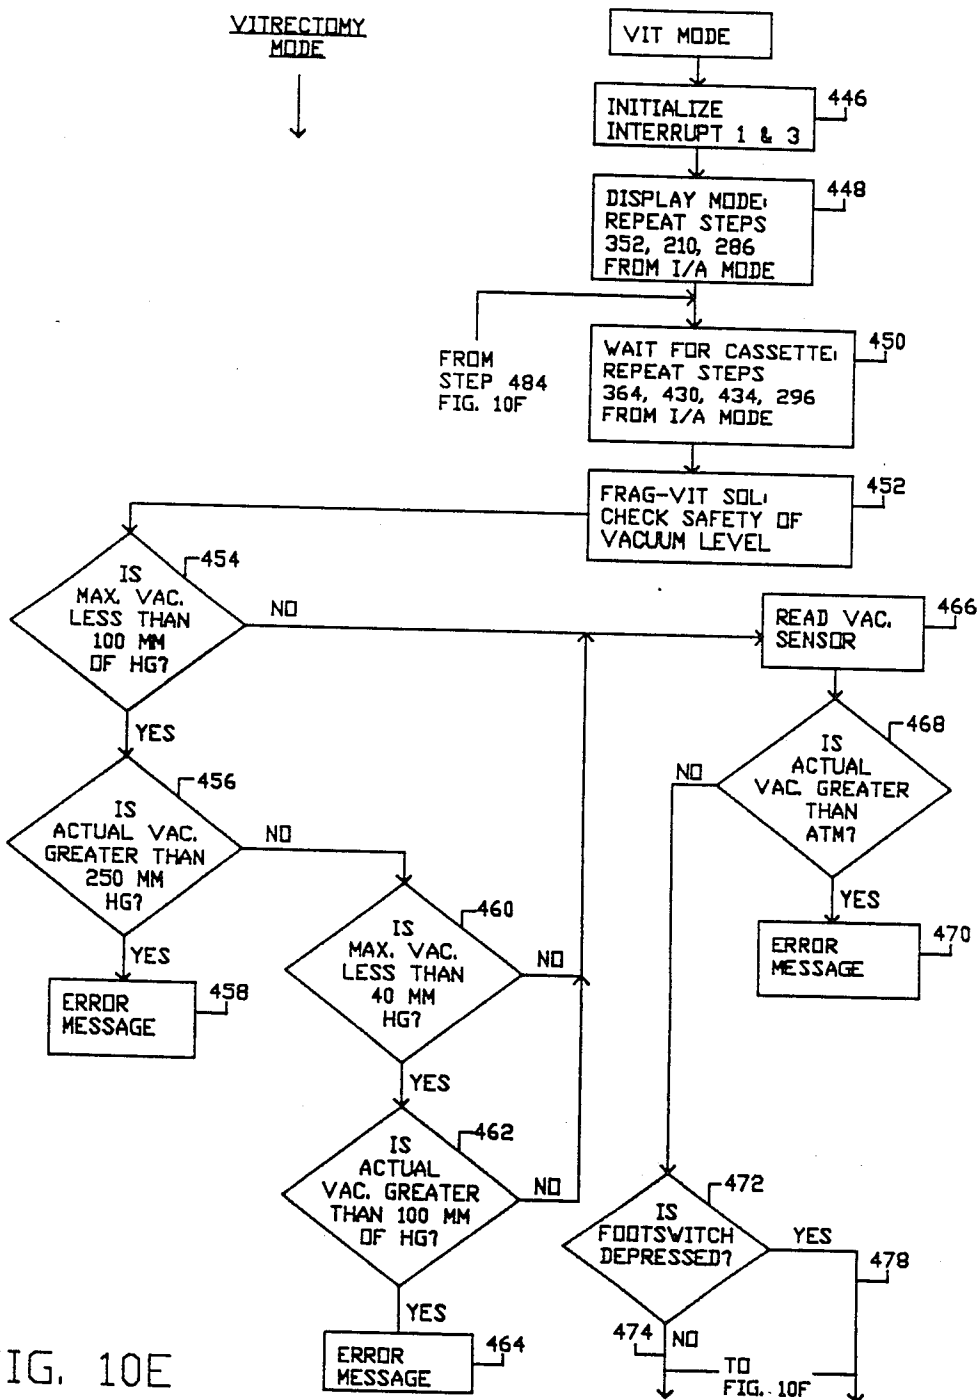 VITRECTOMY
MODE
VIT MODE
446
INITIALIZE
INTERRUPT 1 & 3
448
DISPLAY MODE:
REPEAT STEPS
352, 210, 286
FROM I/A MODE
FROM
STEP 484
FIG. 10F
450
WAIT FOR CASSETTE:
REPEAT STEPS
364, 430, 434, 296
FROM I/A MODE
452
FRAG-VIT SOL:
CHECK SAFETY OF
VACUUM LEVEL
454
IS
MAX. VAC.
LESS THAN
100 MM
OF HG?
NO
YES
456
IS
ACTUAL VAC.
GREATER THAN
250 MM
HG?
NO
YES
458
ERROR
MESSAGE
460
IS
MAX. VAC.
LESS THAN
40 MM
HG?
NO
YES
462
IS
ACTUAL
VAC. GREATER
THAN 100 MM
OF HG?
NO
YES
464
ERROR
MESSAGE
466
READ VAC.
SENSOR
468
IS
ACTUAL
VAC. GREATER
THAN
ATM?
NO
YES
470
ERROR
MESSAGE
472
IS
FOOTSWITCH
DEPRESSED?
YES
478
474
NO
TO
FIG. 10F
IG. 10E